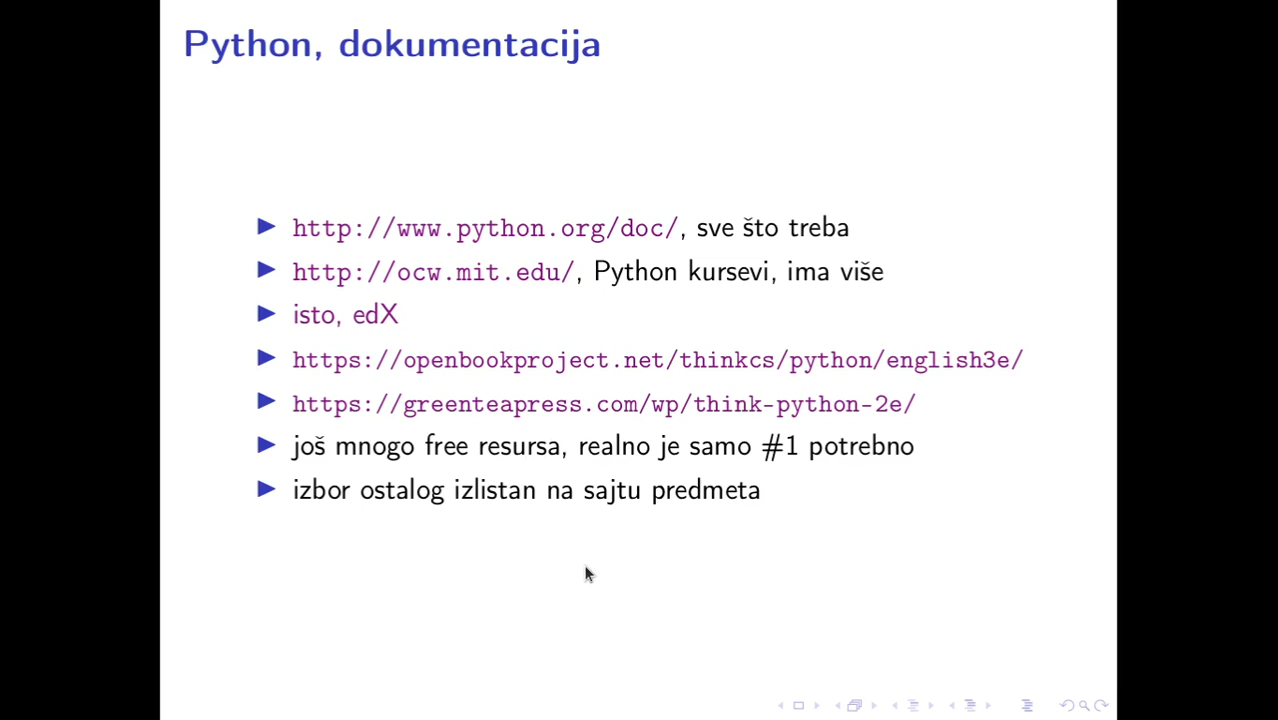 Python, dokumentacija
http://www.python.org/doc/, sve što treba
http://ocw.mit.edu/, Python kursevi, ima više
isto, edX
https://openbookproject.net/thinkcs/python/english3e/
https://greenteapress.com/wp/think-python-2e/
još mnogo free resursa, realno je samo #1 potrebno
izbor ostalog izlistan na sajtu predmeta